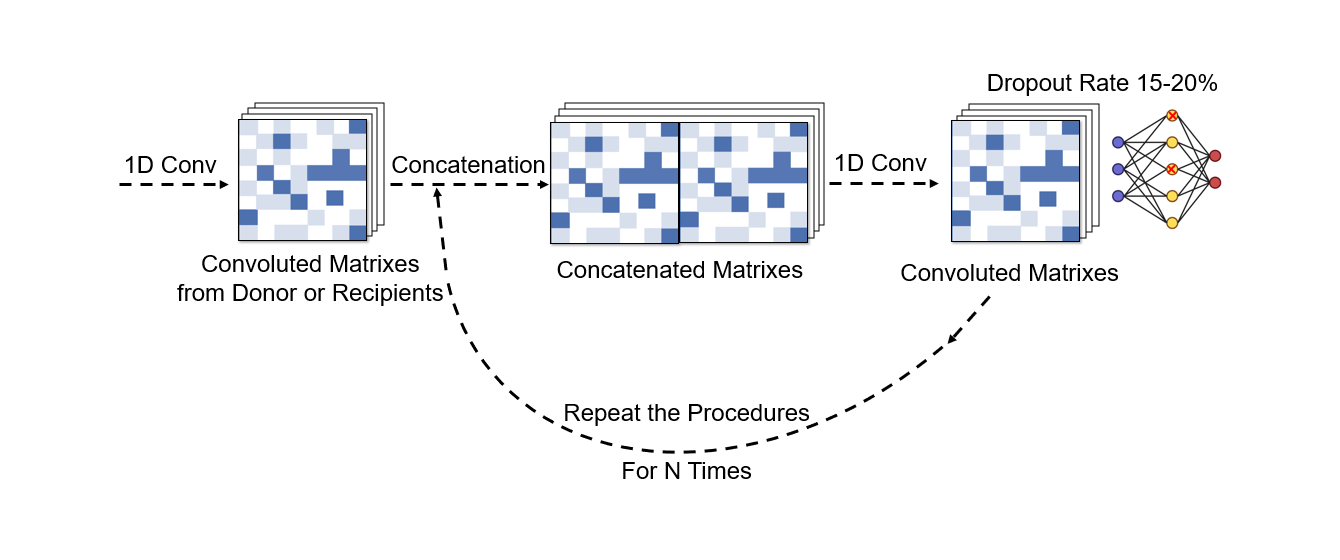 Dropout Rate 15-20%
1D Conv
Concatenation
1D Conv
Convoluted Matrixes
from Donor or Recipients
Concatenated Matrixes
Convoluted Matrixes
Repeat the Procedures
For N Times